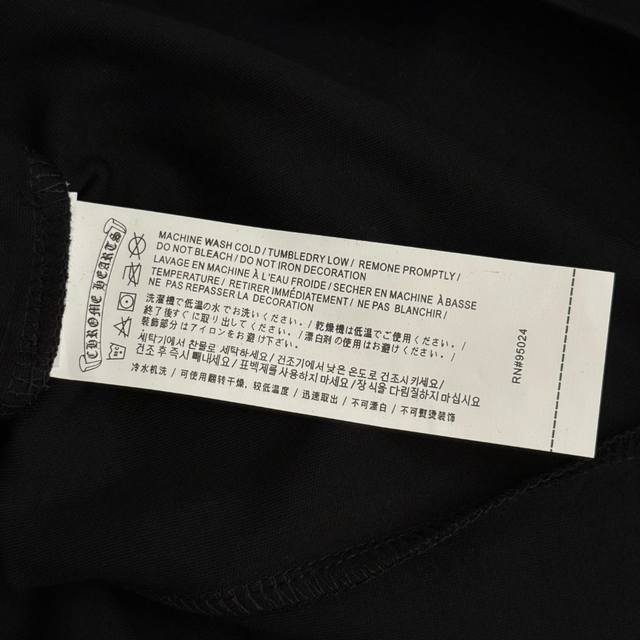 CHROME HEARTS
MACHINE WASH COLD / TUMBLEDRY LOW / REMONE PROMPTLY /
DO NOT BLEACH / DO NOT IRON DECORATION
LAVAGE EN MACHINE À L'EAU FROIDE / SECHER EN MACHINE À BASSE
TEMPERATURE / RETIRER IMMÉDIATEMENT / NE PAS BLANCHIR /
NE PAS REPASSER LA DECORATION
洗濯機で低温の水でお洗いください。/ 乾燥機は低温でご使用ください。/
終了後すぐに取り出してください。/ 漂白剤の使用はお避けください。/
装飾部分はアイロンをお避け下さい。
세탁기에서 찬물로 세탁하세요 / 건조기에서 낮은 온도로 건조시키세요 /
건조 후 즉시 빼내세요 / 표백제를 사용하지 마세요 / 장식을 다림질하지 마십시요
冷水机洗 / 可使用翻转干燥，较低温度 / 迅速取出 / 不可漂白 / 不可熨烫装饰
RN#95024